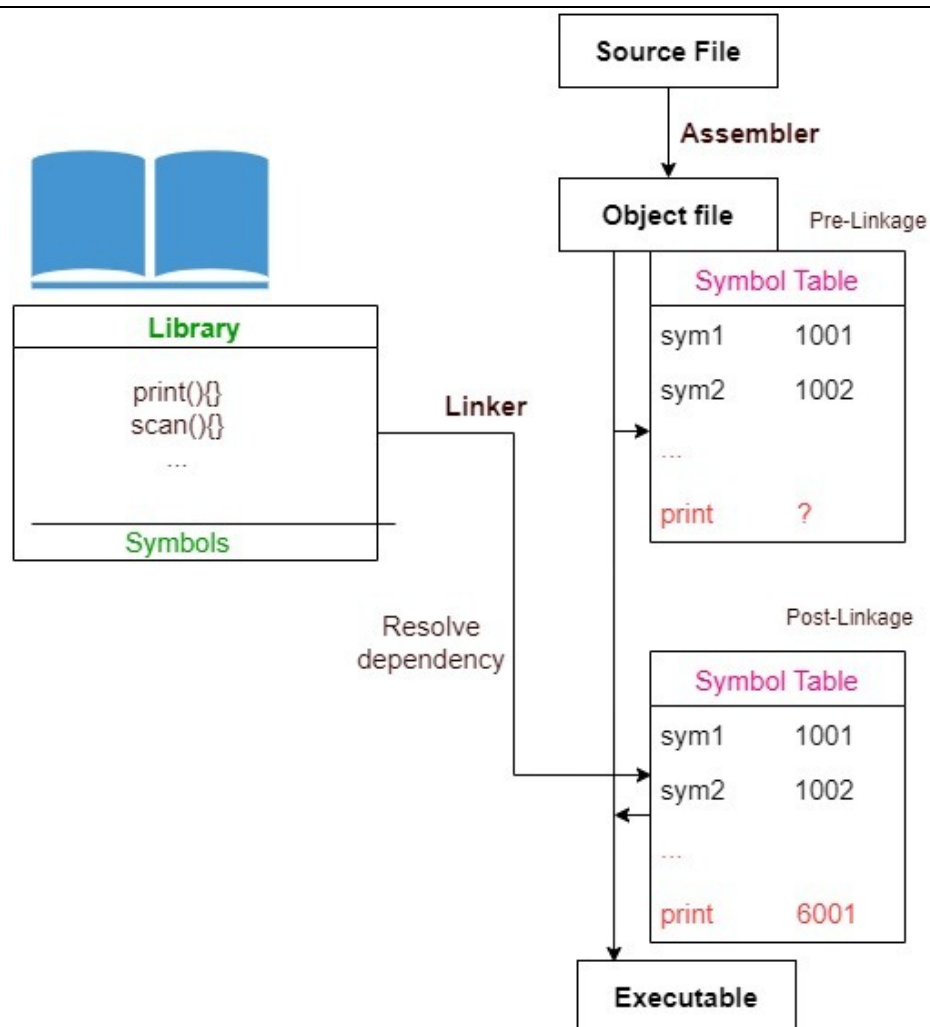 Source File
Assembler
Object file
Pre-Linkage
Symbol Table
sym1 1001
sym2 1002
...
print ?
Library
print(){}
scan(){}
...
Symbols
Linker
Resolve
dependency
Post-Linkage
Symbol Table
sym1 1001
sym2 1002
...
print 6001
Executable